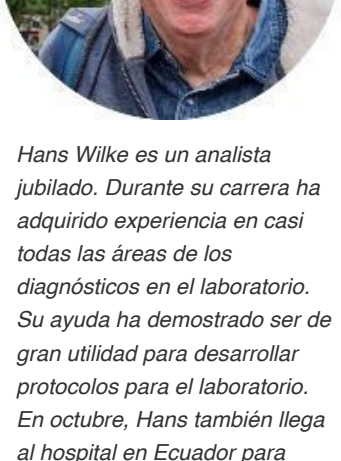 Hans Wilke es un analista
jubilado. Durante su carrera ha
adquirido experiencia en casi
todas las áreas de los
diagnósticos en el laboratorio.
Su ayuda ha demostrado ser de
gran utilidad para desarrollar
protocolos para el laboratorio.
En octubre, Hans también llega
al hospital en Ecuador para